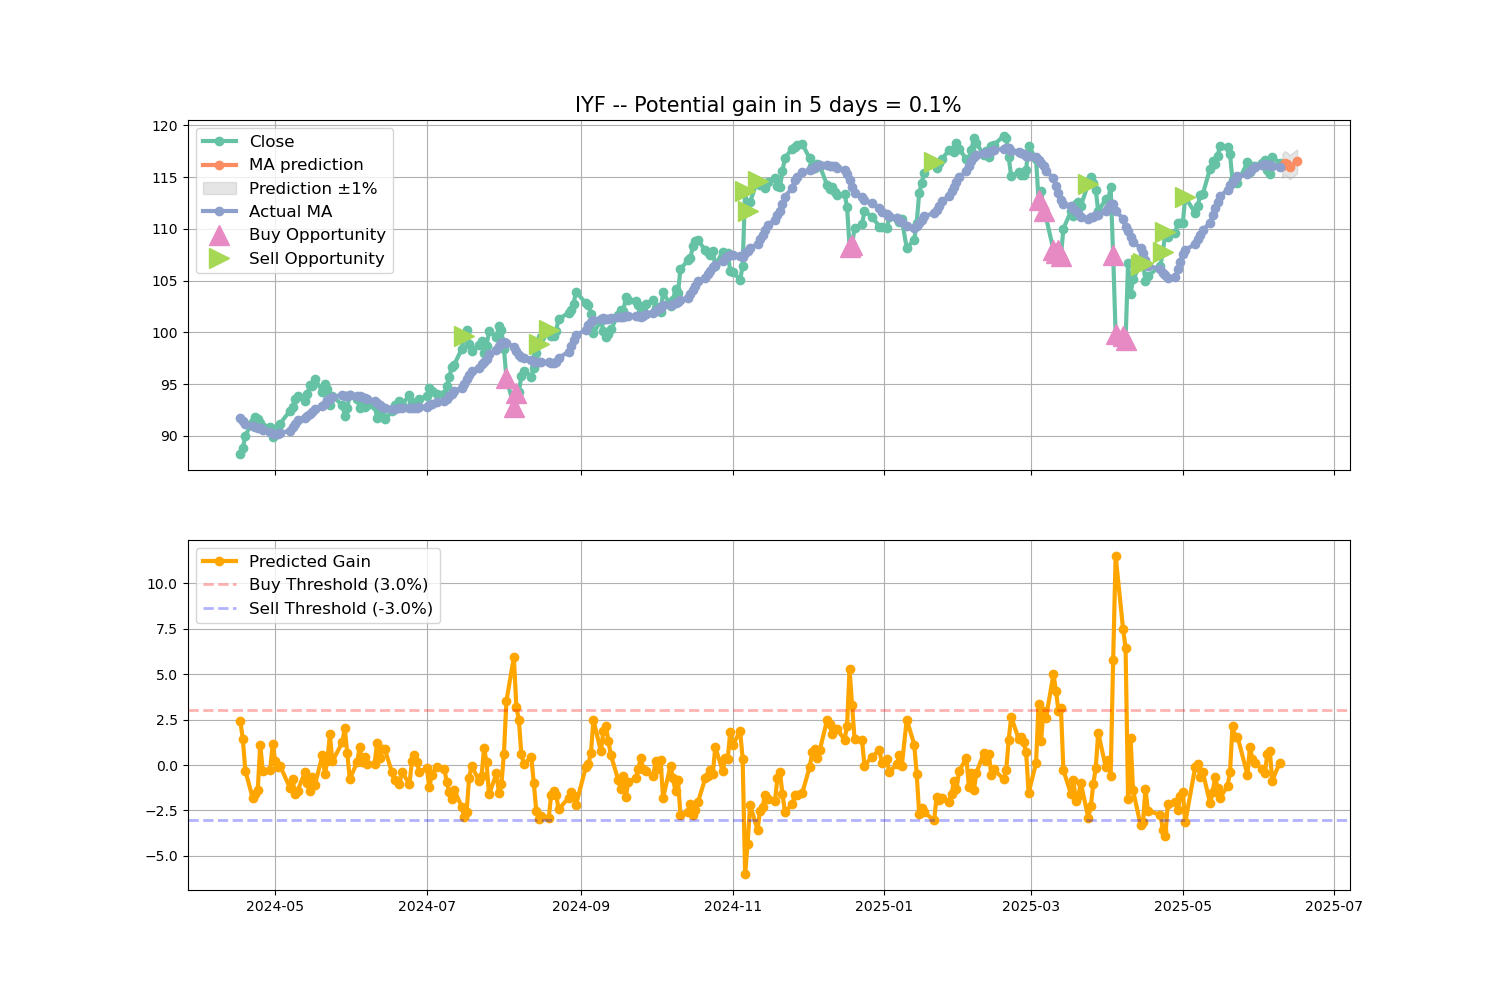 IYF -- Potential gain in 5 days = 0.1%
120
115
110
105
100
95
90
Close
MA prediction
Prediction ±1%
Actual MA
Buy Opportunity
Sell Opportunity
10.0
7.5
5.0
2.5
0.0
−2.5
−5.0
Predicted Gain
Buy Threshold (3.0%)
Sell Threshold (-3.0%)
2024-05
2024-07
2024-09
2024-11
2025-01
2025-03
2025-05
2025-07